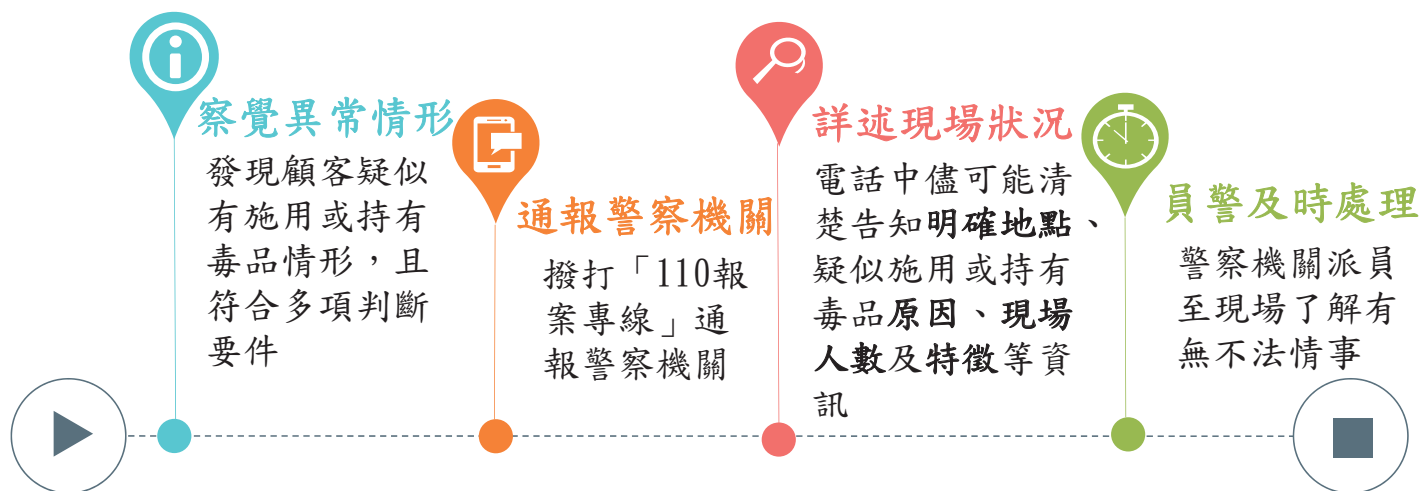 察覺異常情形
發現顧客疑似
有施用或持有
毒品情形，且
符合多項判斷
要件
通報警察機關
撥打「110報
案專線」通
報警察機關
詳述現場狀況
電話中儘可能清
楚告知明確地點、
疑似施用或持有
毒品原因、現場
人數及特徵等資
訊
員警及時處理
警察機關派員
至現場了解有
無不法情事